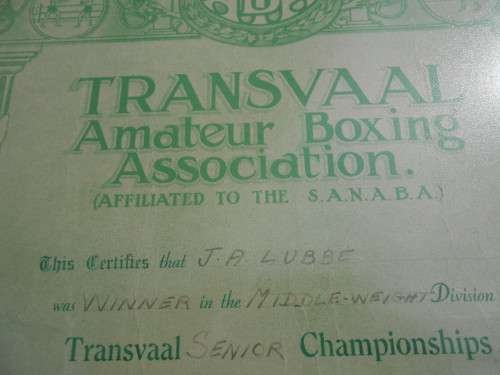 TRANSVAAL
Amateur Boxing
Association.
(AFFILIATED TO THE S.A.N.A.B.A.)
This Certifies that J.A LUBBE
was WINNER in the MIDDLE-WEIGHT Division
Transvaal SENIOR Championships